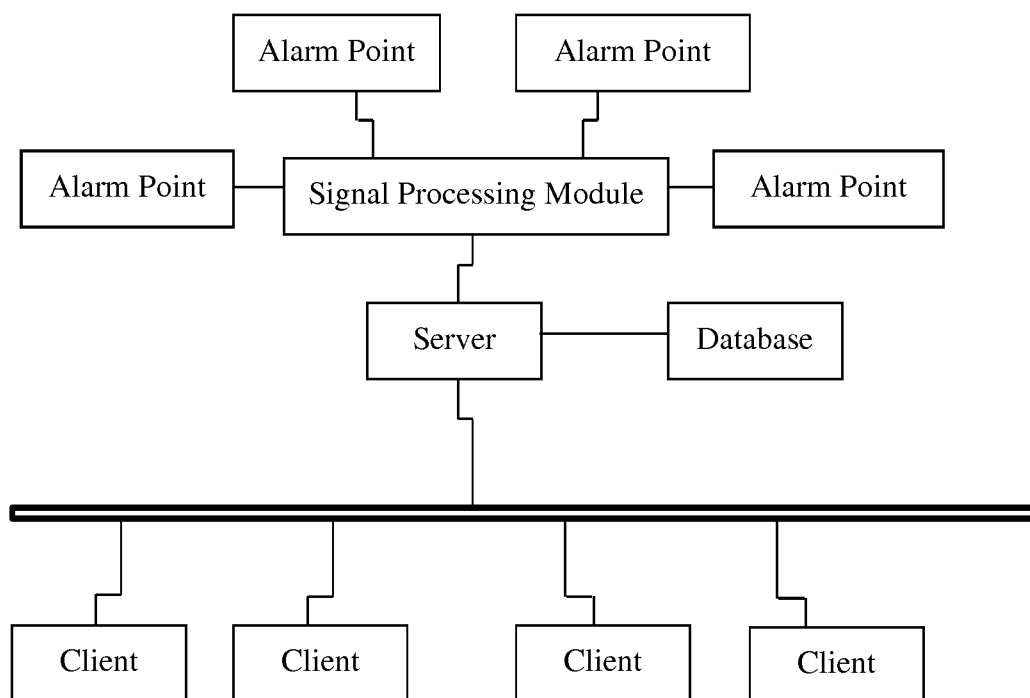 Alarm Point
Alarm Point
Alarm Point
Signal Processing Module
Alarm Point
Server
Database
Client
Client
Client
Client